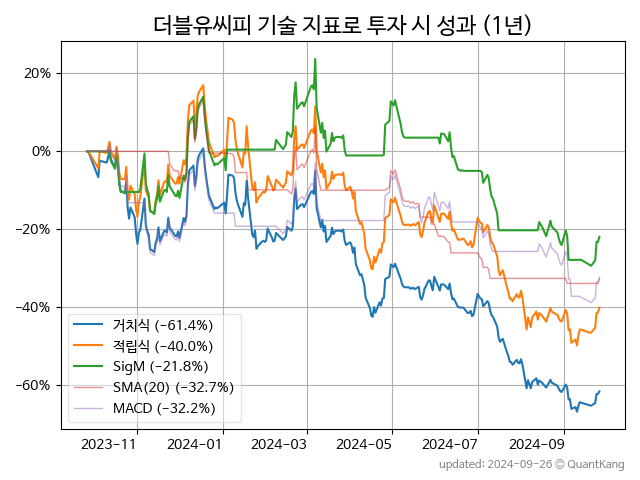 더블유씨피 기술 지표로 투자 시 성과 (1년)
20%
0%
−20%
−40%
−60%
거치식 (−61.4%)
적립식 (−40.0%)
SigM (−21.8%)
SMA(20) (−32.7%)
MACD (−32.2%)
2023-11
2024-01
2024-03
2024-05
2024-07
2024-09
updated: 2024-09-26 © QuantKang